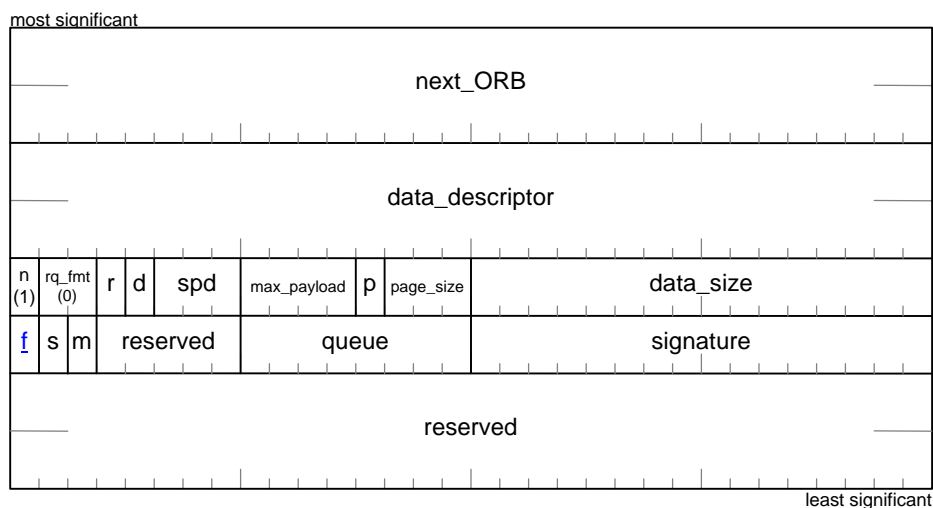 most significant
next_ORB
data_descriptor
n (1) rq_fmt (0) r d spd max_payload p page_size data_size
f s m reserved queue signature
reserved
least significant